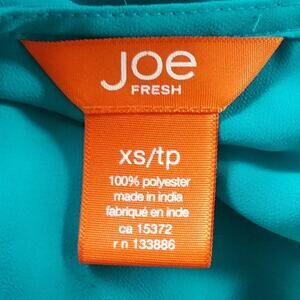 Joe
FRESH
xs/tp
100% polyester
made in india
fabriqué en inde
ca 15372
r n 133886